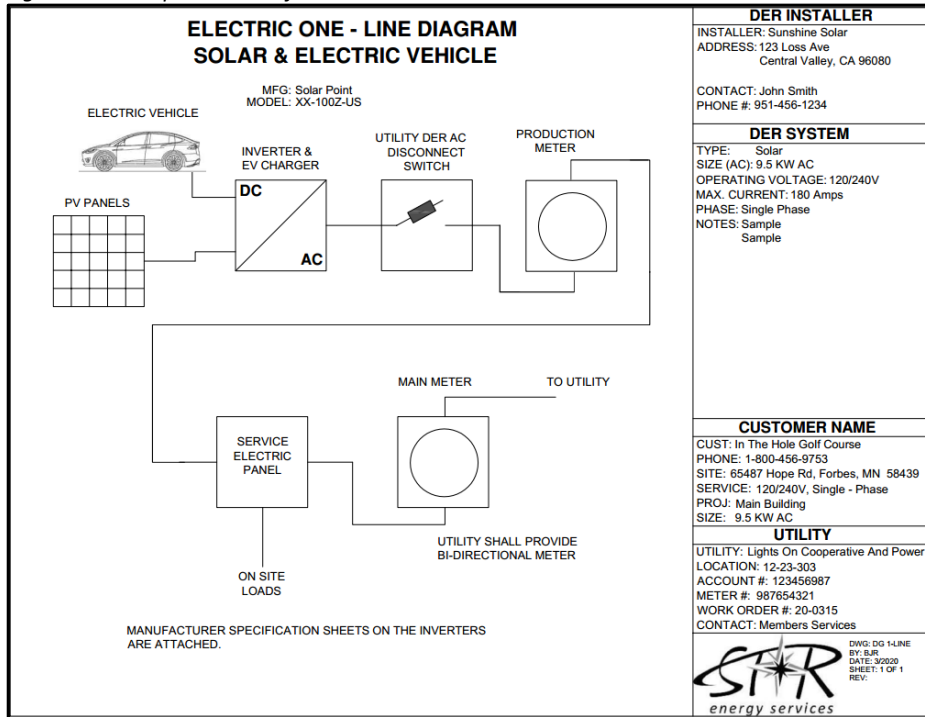 ELECTRIC ONE - LINE DIAGRAM
SOLAR & ELECTRIC VEHICLE
MFG: Solar Point
MODEL: XX-100Z-US
ELECTRIC VEHICLE
INVERTER &
EV CHARGER
UTILITY DER AC
DISCONNECT
SWITCH
PRODUCTION
METER
DC
AC
PV PANELS
MAIN METER
TO UTILITY
SERVICE
ELECTRIC
PANEL
UTILITY SHALL PROVIDE
BI-DIRECTIONAL METER
ON SITE
LOADS
MANUFACTURER SPECIFICATION SHEETS ON THE INVERTERS
ARE ATTACHED.
DER INSTALLER
INSTALLER: Sunshine Solar
ADDRESS: 123 Loss Ave
Central Valley, CA 96080
CONTACT: John Smith
PHONE #: 951-456-1234
DER SYSTEM
TYPE: Solar
SIZE (AC): 9.5 KW AC
OPERATING VOLTAGE: 120/240V
MAX. CURRENT: 180 Amps
PHASE: Single Phase
NOTES: Sample
Sample
CUSTOMER NAME
CUST: In The Hole Golf Course
PHONE: 1-800-456-9753
SITE: 65487 Hope Rd, Forbes, MN 58439
SERVICE: 120/240V, Single - Phase
PROJ: Main Building
SIZE: 9.5 KW AC
UTILITY
UTILITY: Lights On Cooperative And Power
LOCATION: 12-23-303
ACCOUNT #: 123456987
METER #: 987654321
WORK ORDER #: 20-0315
CONTACT: Members Services
STAR
energy services
DWG: DG 1-LINE
BY: BJR
DATE: 3/2020
SHEET: 1 OF 1
REV: